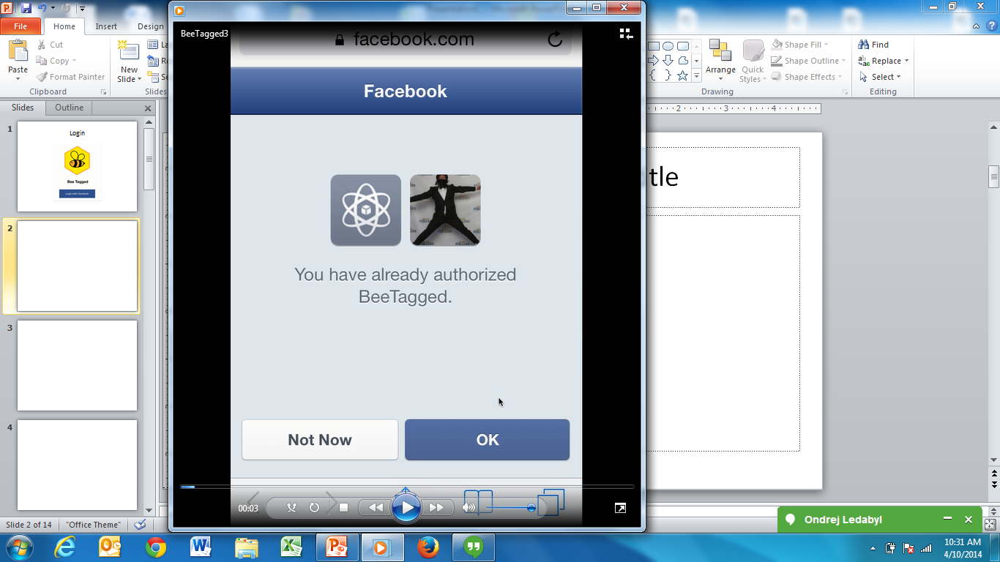 File
Home
Insert
Design
Cut
Copy
Format Painter
Paste
New
Slide
Clipboard
Slides
BeeTagged3
facebook.com
Facebook
You have already authorized
BeeTagged.
Not Now
OK
00:03
Arrange
Quick
Styles
Shape Fill
Shape Outline
Shape Effects
Drawing
Find
Replace
Select
Editing
Slides
Outline
1
Login
Bee Tagged
Login with Facebook
2
3
4
2
3
4
tle
Slide 2 of 14
"Office Theme"
Ondrej Ledabyl
10:31 AM
4/10/2014